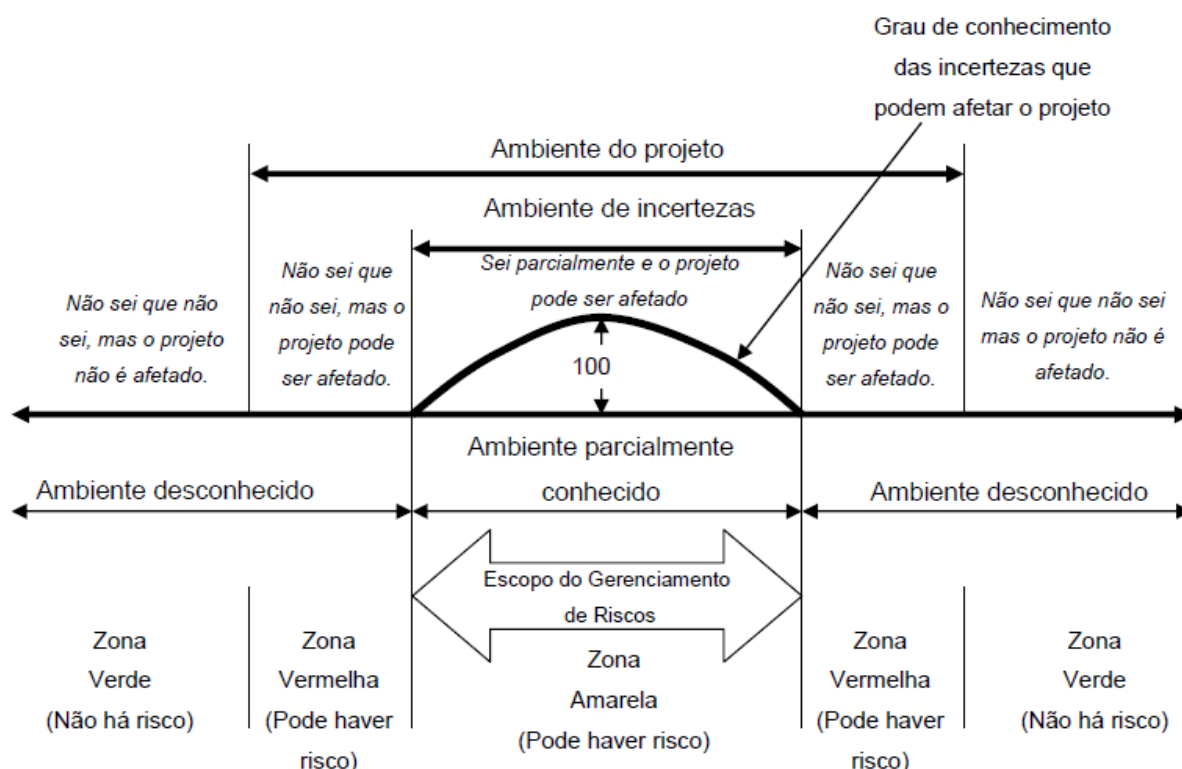 Grau de conhecimento
das incertezas que
podem afetar o projeto
Ambiente do projeto
Ambiente de incertezas
Não sei que não
sei, mas o projeto
não é afetado.
Não sei que
não sei, mas o
projeto pode
ser afetado.
Sei parcialmente e o projeto
pode ser afetado
Não sei que
não sei, mas o
projeto pode
ser afetado.
Não sei que não sei
mas o projeto não é
afetado.
100
Ambiente desconhecido
Ambiente parcialmente
conhecido
Ambiente desconhecido
Escopo do Gerenciamento
de Riscos
Zona
Verde
(Não há risco)
Zona
Vermelha
(Pode haver
risco)
Zona
Amarela
(Pode haver risco)
Zona
Vermelha
(Pode haver
risco)
Zona
Verde
(Não há risco)